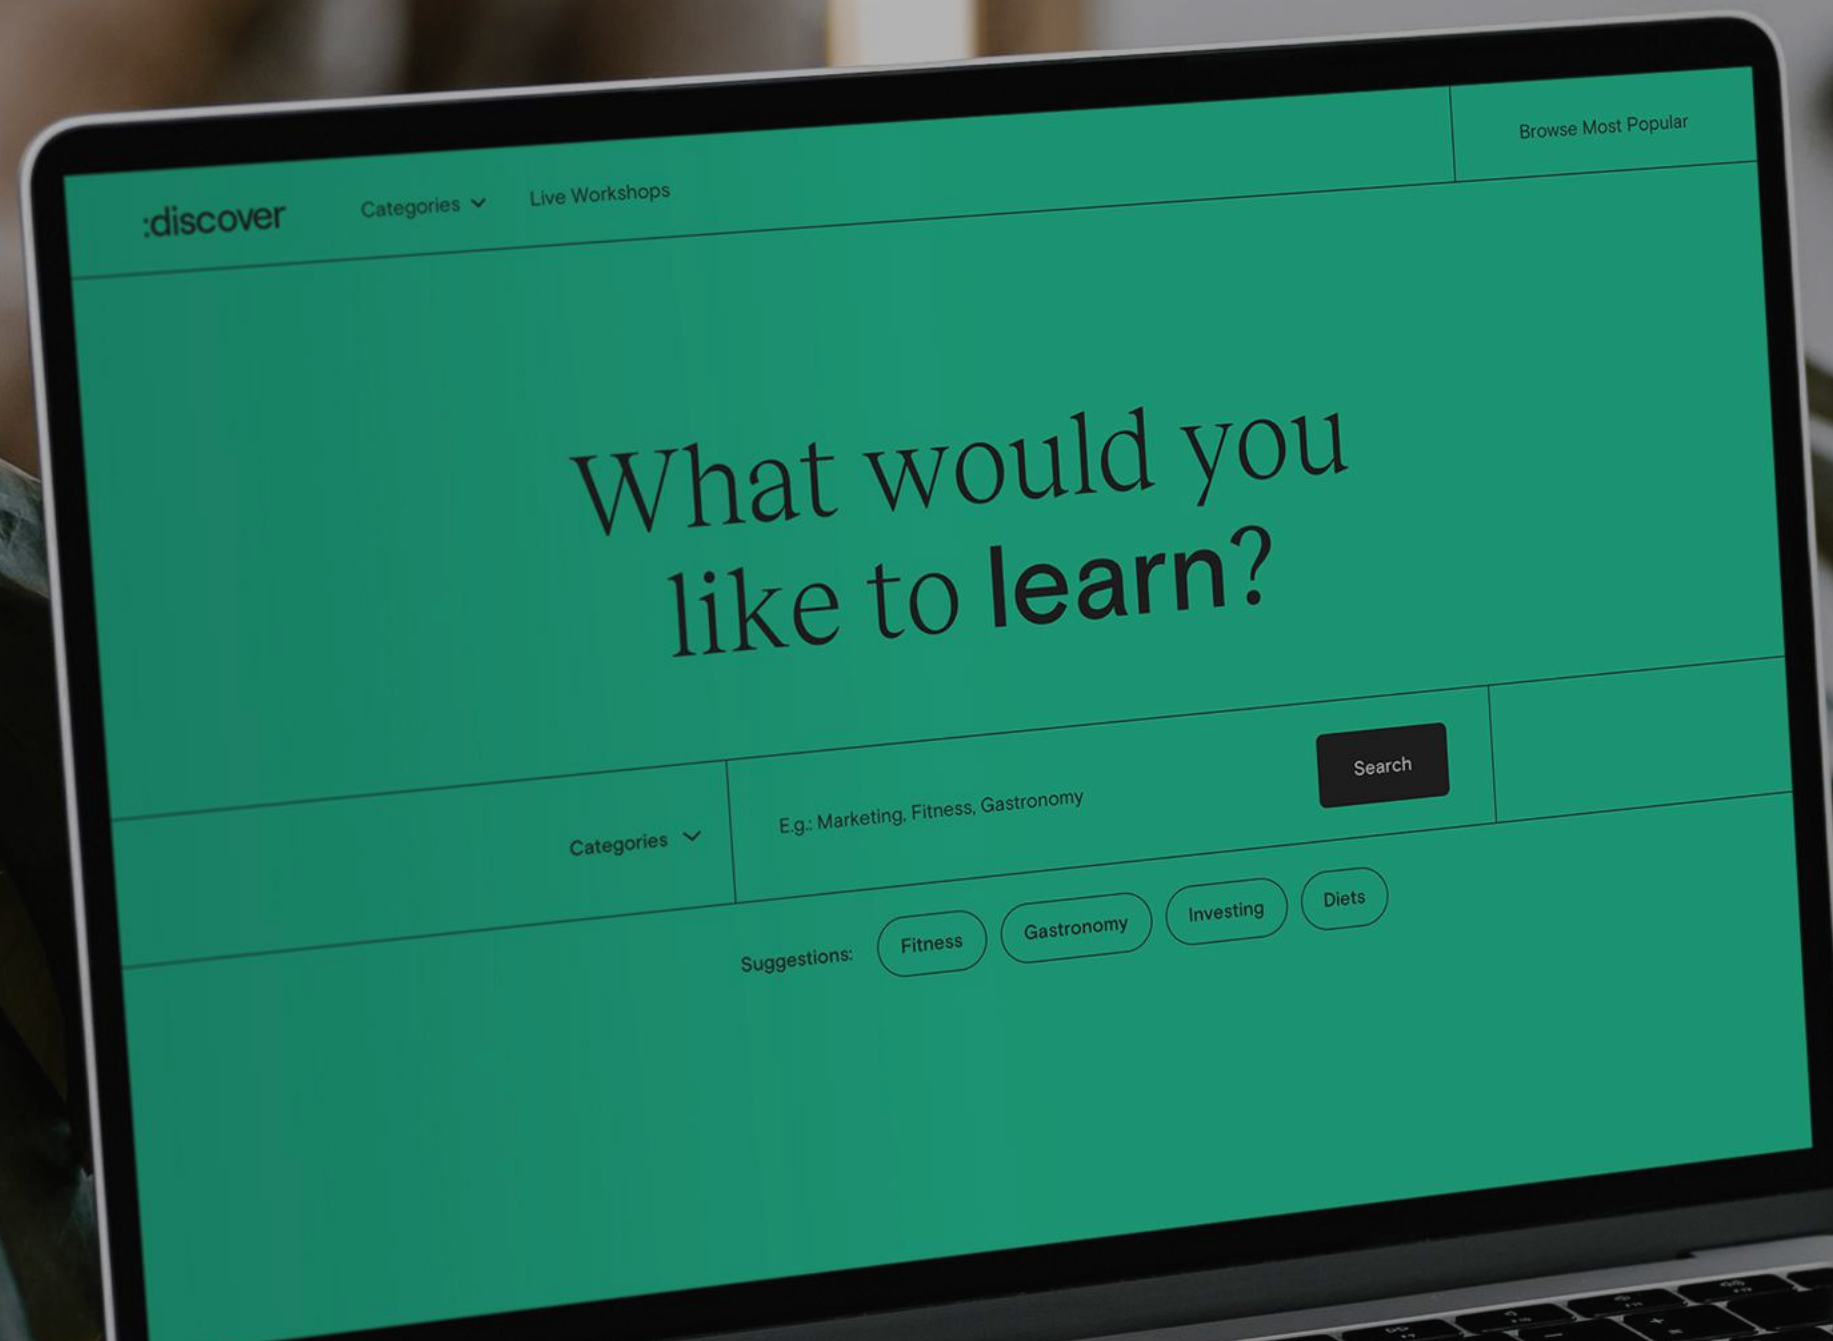 :discover
Categories
Live Workshops
Browse Most Popular
What would you
like to learn?
Categories
E.g.: Marketing, Fitness, Gastronomy
Search
Suggestions:
Fitness
Gastronomy
Investing
Diets